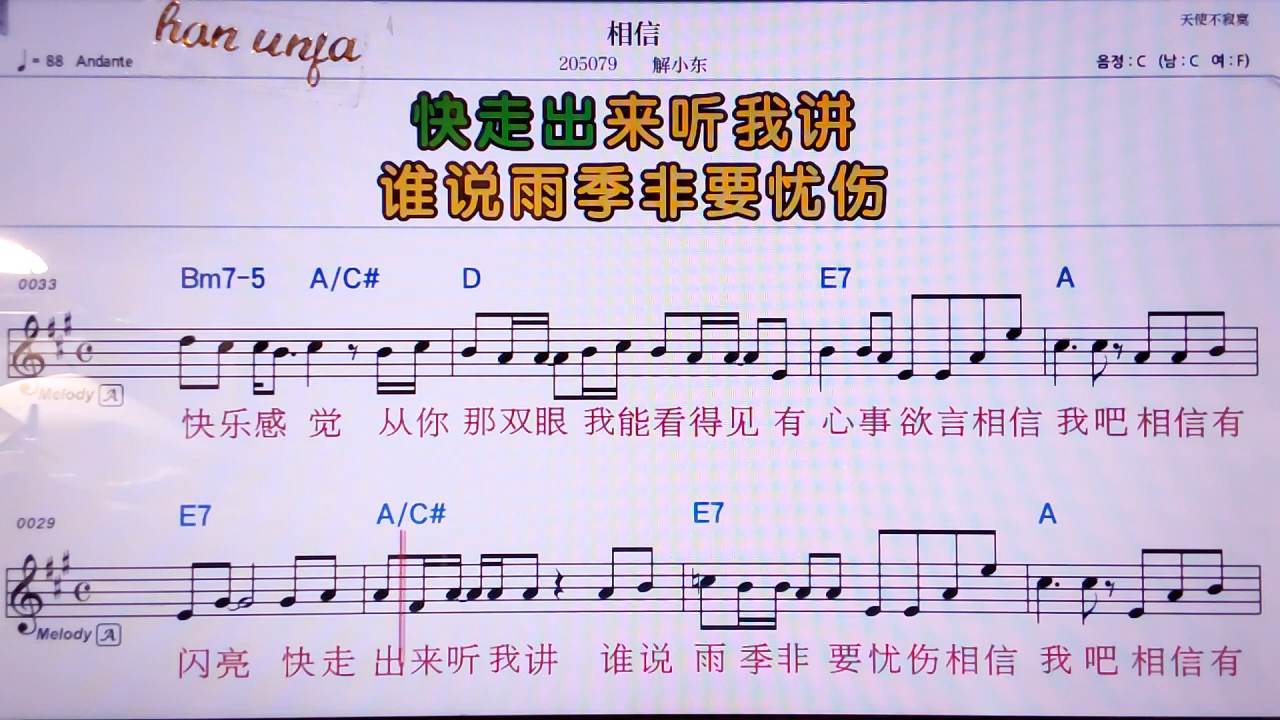 han unfa
相信
天使不寂寞
♩= 88 Andante
205079 解小东
음정 : C (남 : C 여 : F)
快走出来听我讲
谁说雨季非要忧伤
0033
Bm7-5 A/C# D E7 A
Melody A
快乐感 觉 从你 那双眼 我能看得见 有 心事欲言相信 我吧 相信有
0029
E7 A/C# E7 A
Melody A
闪亮 快走 出来听我讲 谁说 雨 季非 要忧伤相信 我 吧 相信有